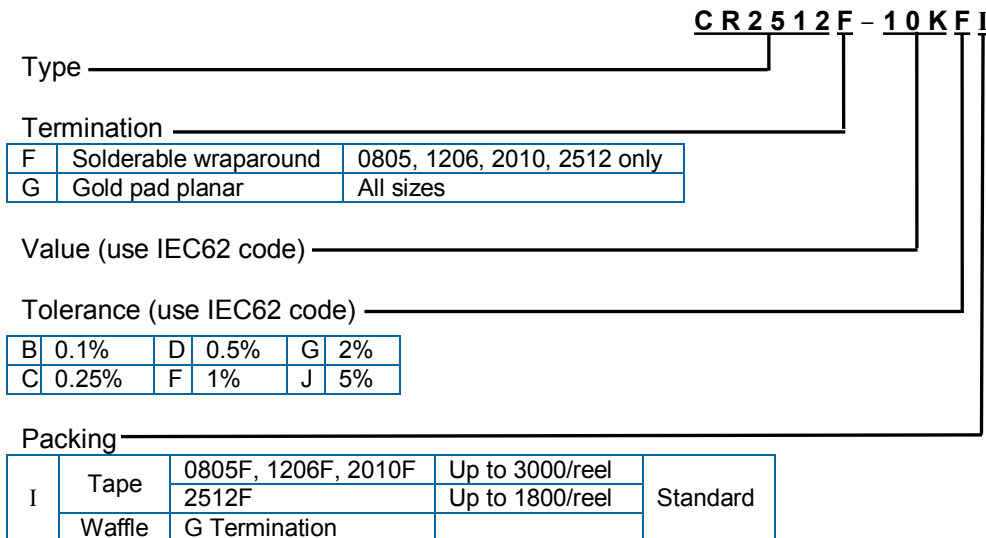 CR2512F – 10KFI
Type
Termination
F Solderable wraparound 0805, 1206, 2010, 2512 only
G Gold pad planar All sizes
Value (use IEC62 code)
Tolerance (use IEC62 code)
B 0.1% D 0.5% G 2%
C 0.25% F 1% J 5%
Packing
I Tape 0805F, 1206F, 2010F Up to 3000/reel Standard
2512F Up to 1800/reel
Waffle G Termination